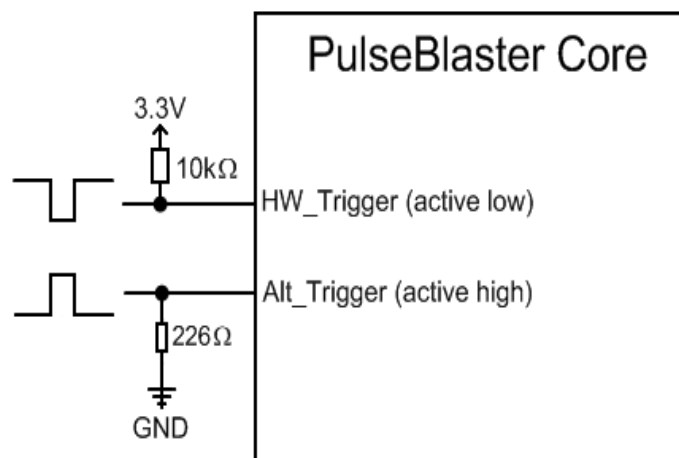 PulseBlaster Core
3.3V
10kΩ
HW_Trigger (active low)
Alt_Trigger (active high)
226Ω
GND